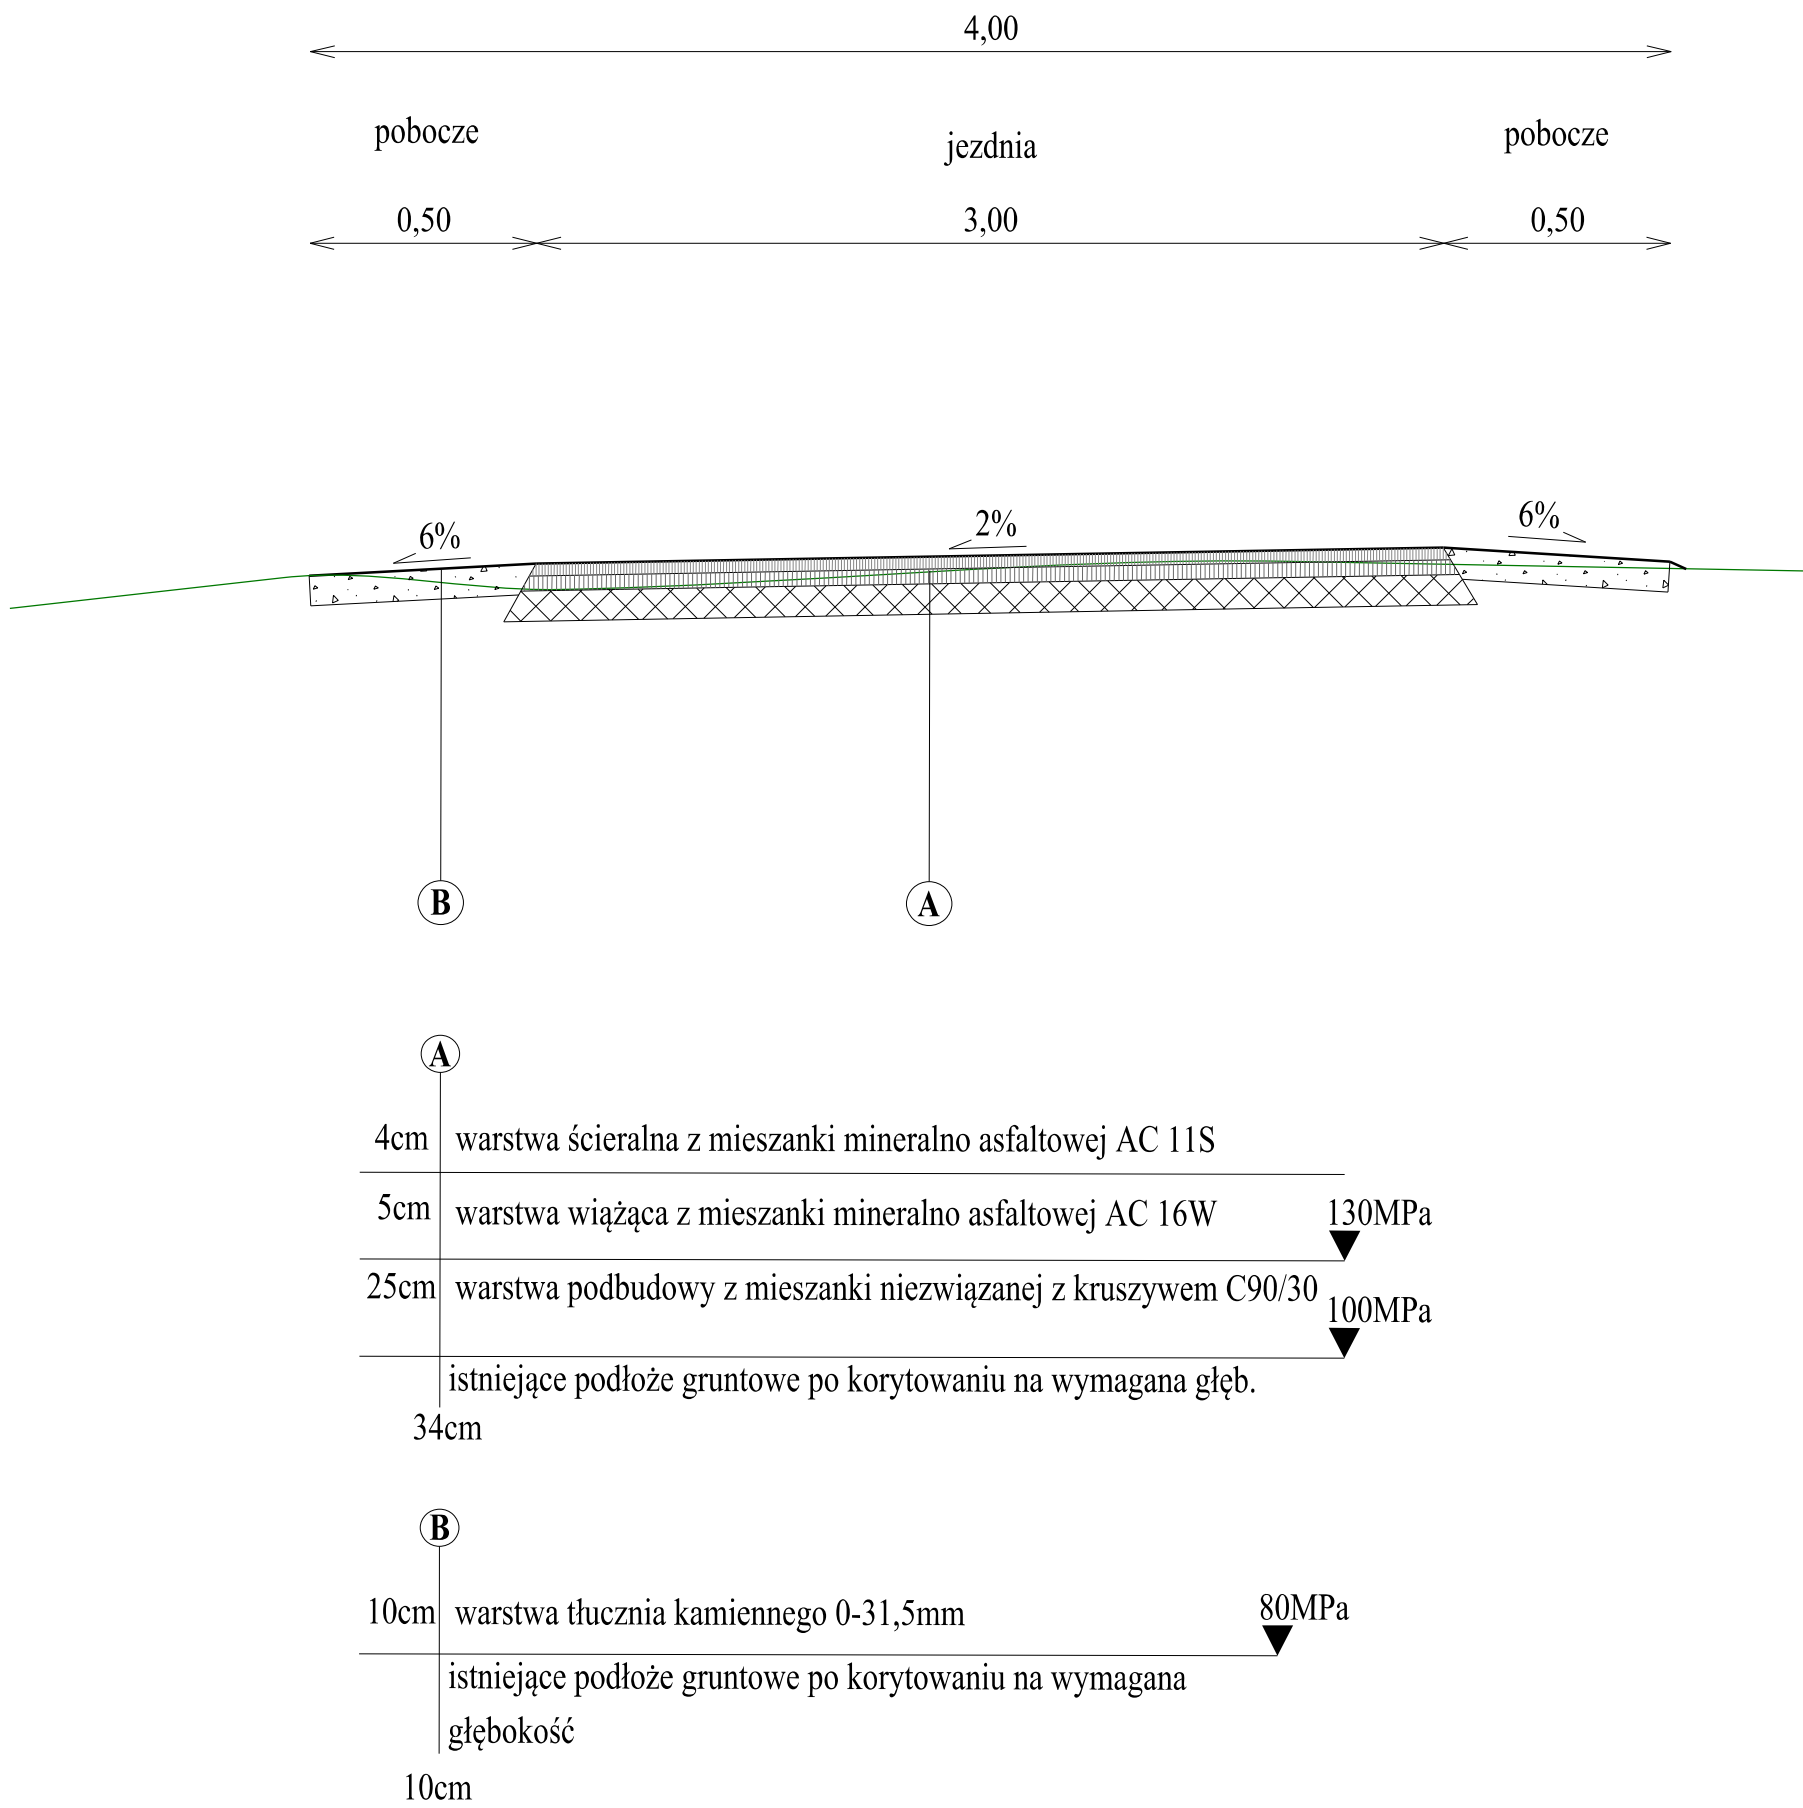 4,00
pobocze
jezdnia
pobocze
0,50
3,00
0,50
6%
2%
6%
B
A
A
4cm warstwa ścieralna z mieszanki mineralno asfaltowej AC 11S
5cm warstwa wiążąca z mieszanki mineralno asfaltowej AC 16W
130MPa
25cm warstwa podbudowy z mieszanki niezwiązanej z kruszywem C90/30
100MPa
istniejące podłoże gruntowe po korytowaniu na wymagana głęb.
34cm
B
10cm warstwa tłucznia kamiennego 0-31,5mm
80MPa
istniejące podłoże gruntowe po korytowaniu na wymagana
głębokość
10cm